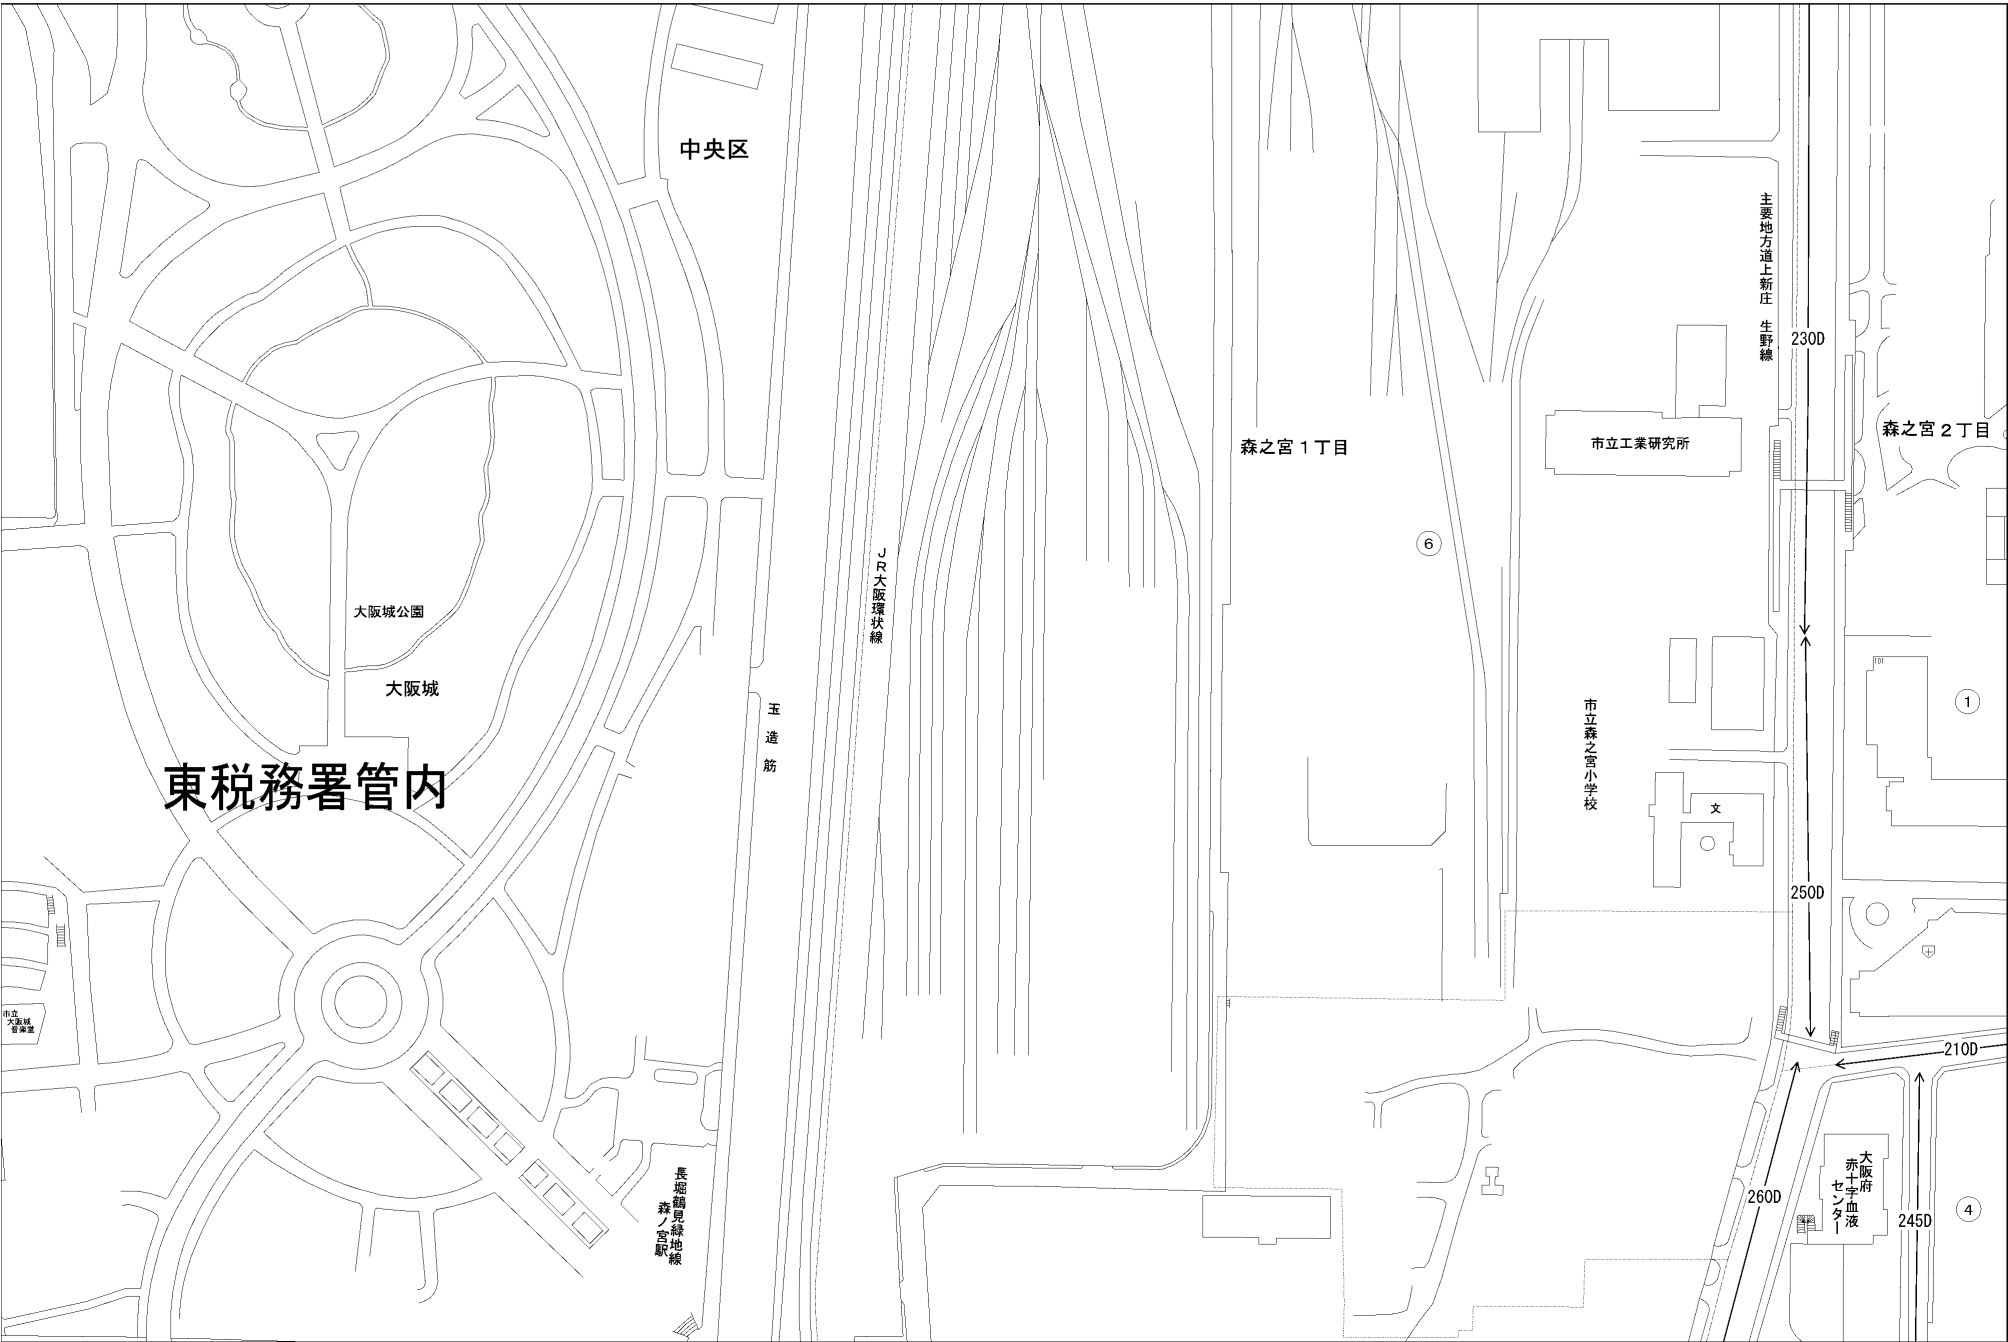 中央区
主要地方道上新庄 生野線
230D
森之宮2丁目
森之宮1丁目
市立工業研究所
6
JR大阪環状線
大阪城公園
大阪城
101
1
玉造筋
市立森之宮小学校
東税務署管内
文
250D
市立
大阪城
音楽堂
210D
長堀鶴見緑地線
森ノ宮駅
260D
大阪府
赤十字血液
センター
245D
4